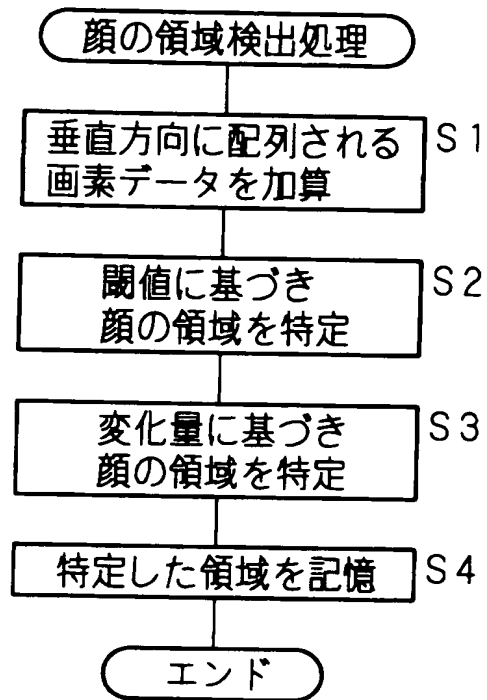 顔の領域検出処理
垂直方向に配列される S1
画素データを加算
閾値に基づき S2
顔の領域を特定
変化量に基づき S3
顔の領域を特定
特定した領域を記憶 S4
エンド